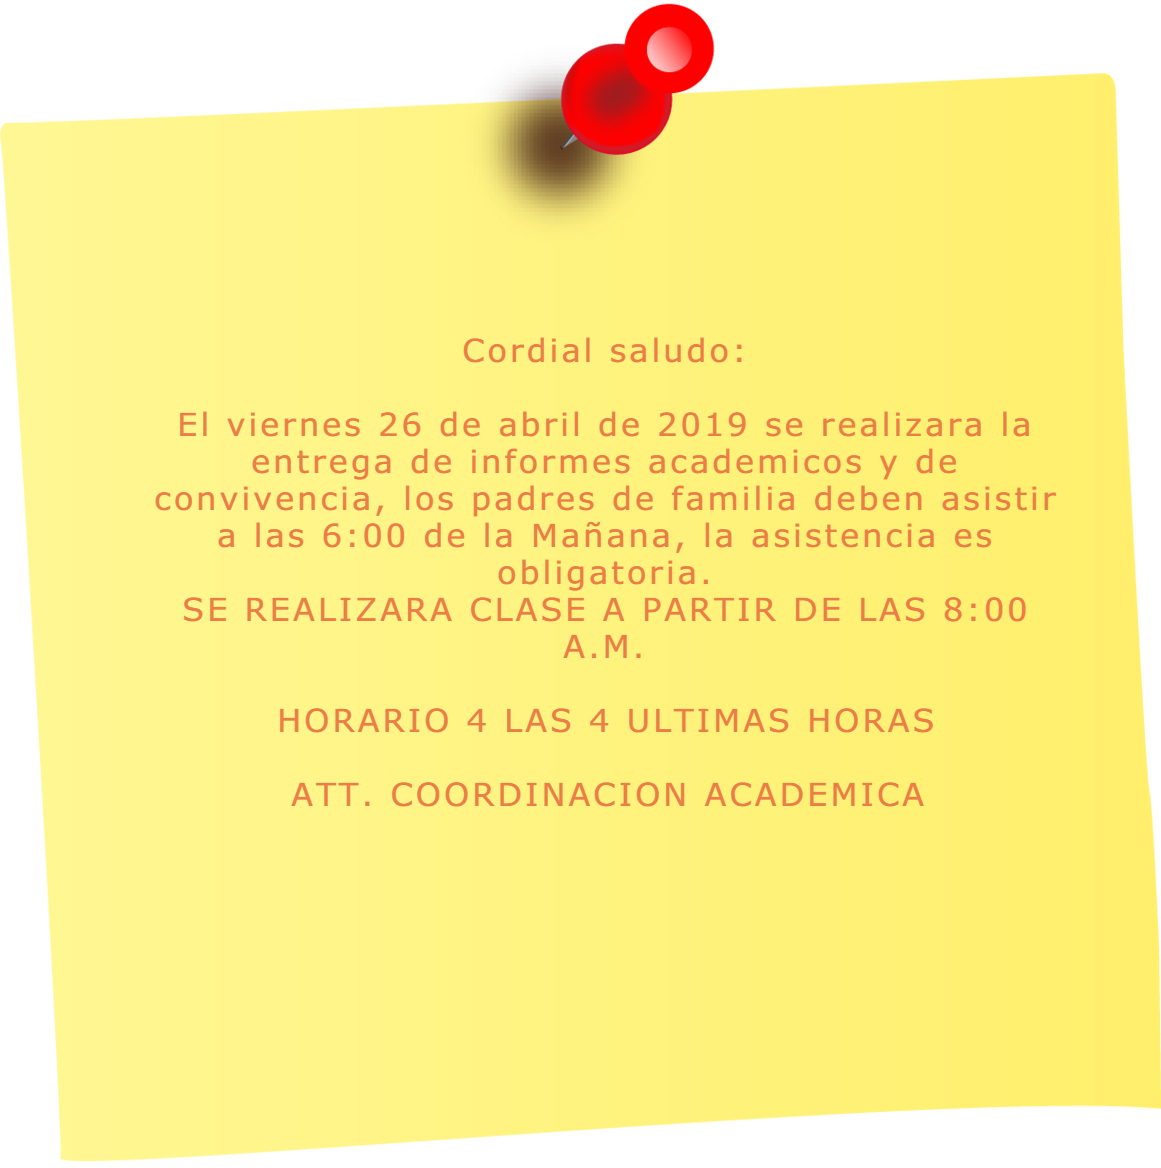 Cordial saludo:
El viernes 26 de abril de 2019 se realizara la
entrega de informes academicos y de
convivencia, los padres de familia deben asistir
a las 6:00 de la Mañana, la asistencia es
obligatoria.
SE REALIZARA CLASE A PARTIR DE LAS 8:00
A.M.
HORARIO 4 LAS 4 ULTIMAS HORAS
ATT. COORDINACION ACADEMICA